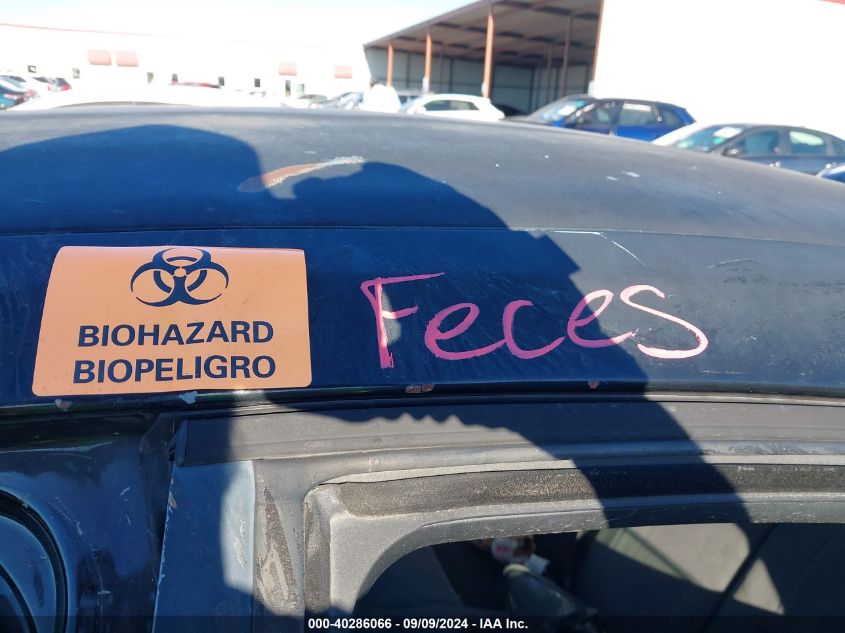 BIOHAZARD
BIOPELIGRO
Feces
000-40286066 - 09/09/2024 - IAA Inc.